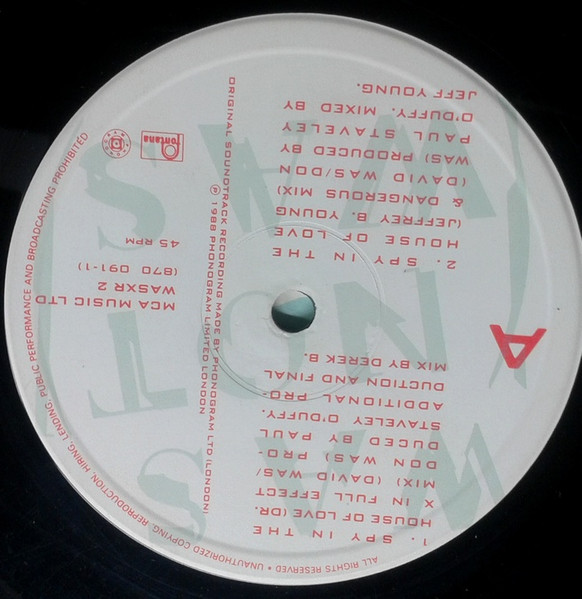 WAS
(NOT
WAS)
A
1. SPY IN THE
HOUSE OF LOVE (DR.
X IN FULL EFFECT
MIX) (DAVID WAS/
DON WAS) PRO-
DUCED BY PAUL
STAVELEY O'DUFFY.
ADDITIONAL PRO-
DUCTION AND FINAL
MIX BY DEREK B.
2. SPY IN THE
HOUSE OF LOVE
(JEFFREY B. YOUNG
& DANGEROUS MIX)
(DAVID WAS/DON
WAS) PRODUCED BY
PAUL STAVELEY
O'DUFFY. MIXED BY
JEFF YOUNG.
ORIGINAL SOUNDTRACK RECORDING MADE BY PHONOGRAM LTD (LONDON)
℗ 1988 PHONOGRAM LIMITED LONDON
MCA MUSIC LTD
WASXR 2
(870 091-1)
45 RPM
fontana
ALL RIGHTS RESERVED • UNAUTHORIZED COPYING, REPRODUCTION HIRING, LENDING PUBLIC PERFORMANCE AND BROADCASTING PROHIBITED